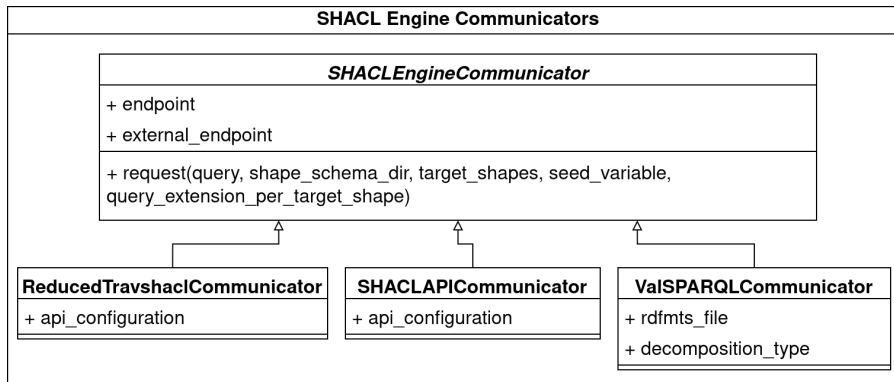 SHACL Engine Communicators
SHACLEngineCommunicator
+ endpoint
+ external_endpoint
+ request(query, shape_schema_dir, target_shapes, seed_variable,
query_extension_per_target_shape)
ReducedTravshaclCommunicator
+ api_configuration
SHACLAPICommunicator
+ api_configuration
ValSPARQLCommunicator
+ rdfmts_file
+ decomposition_type